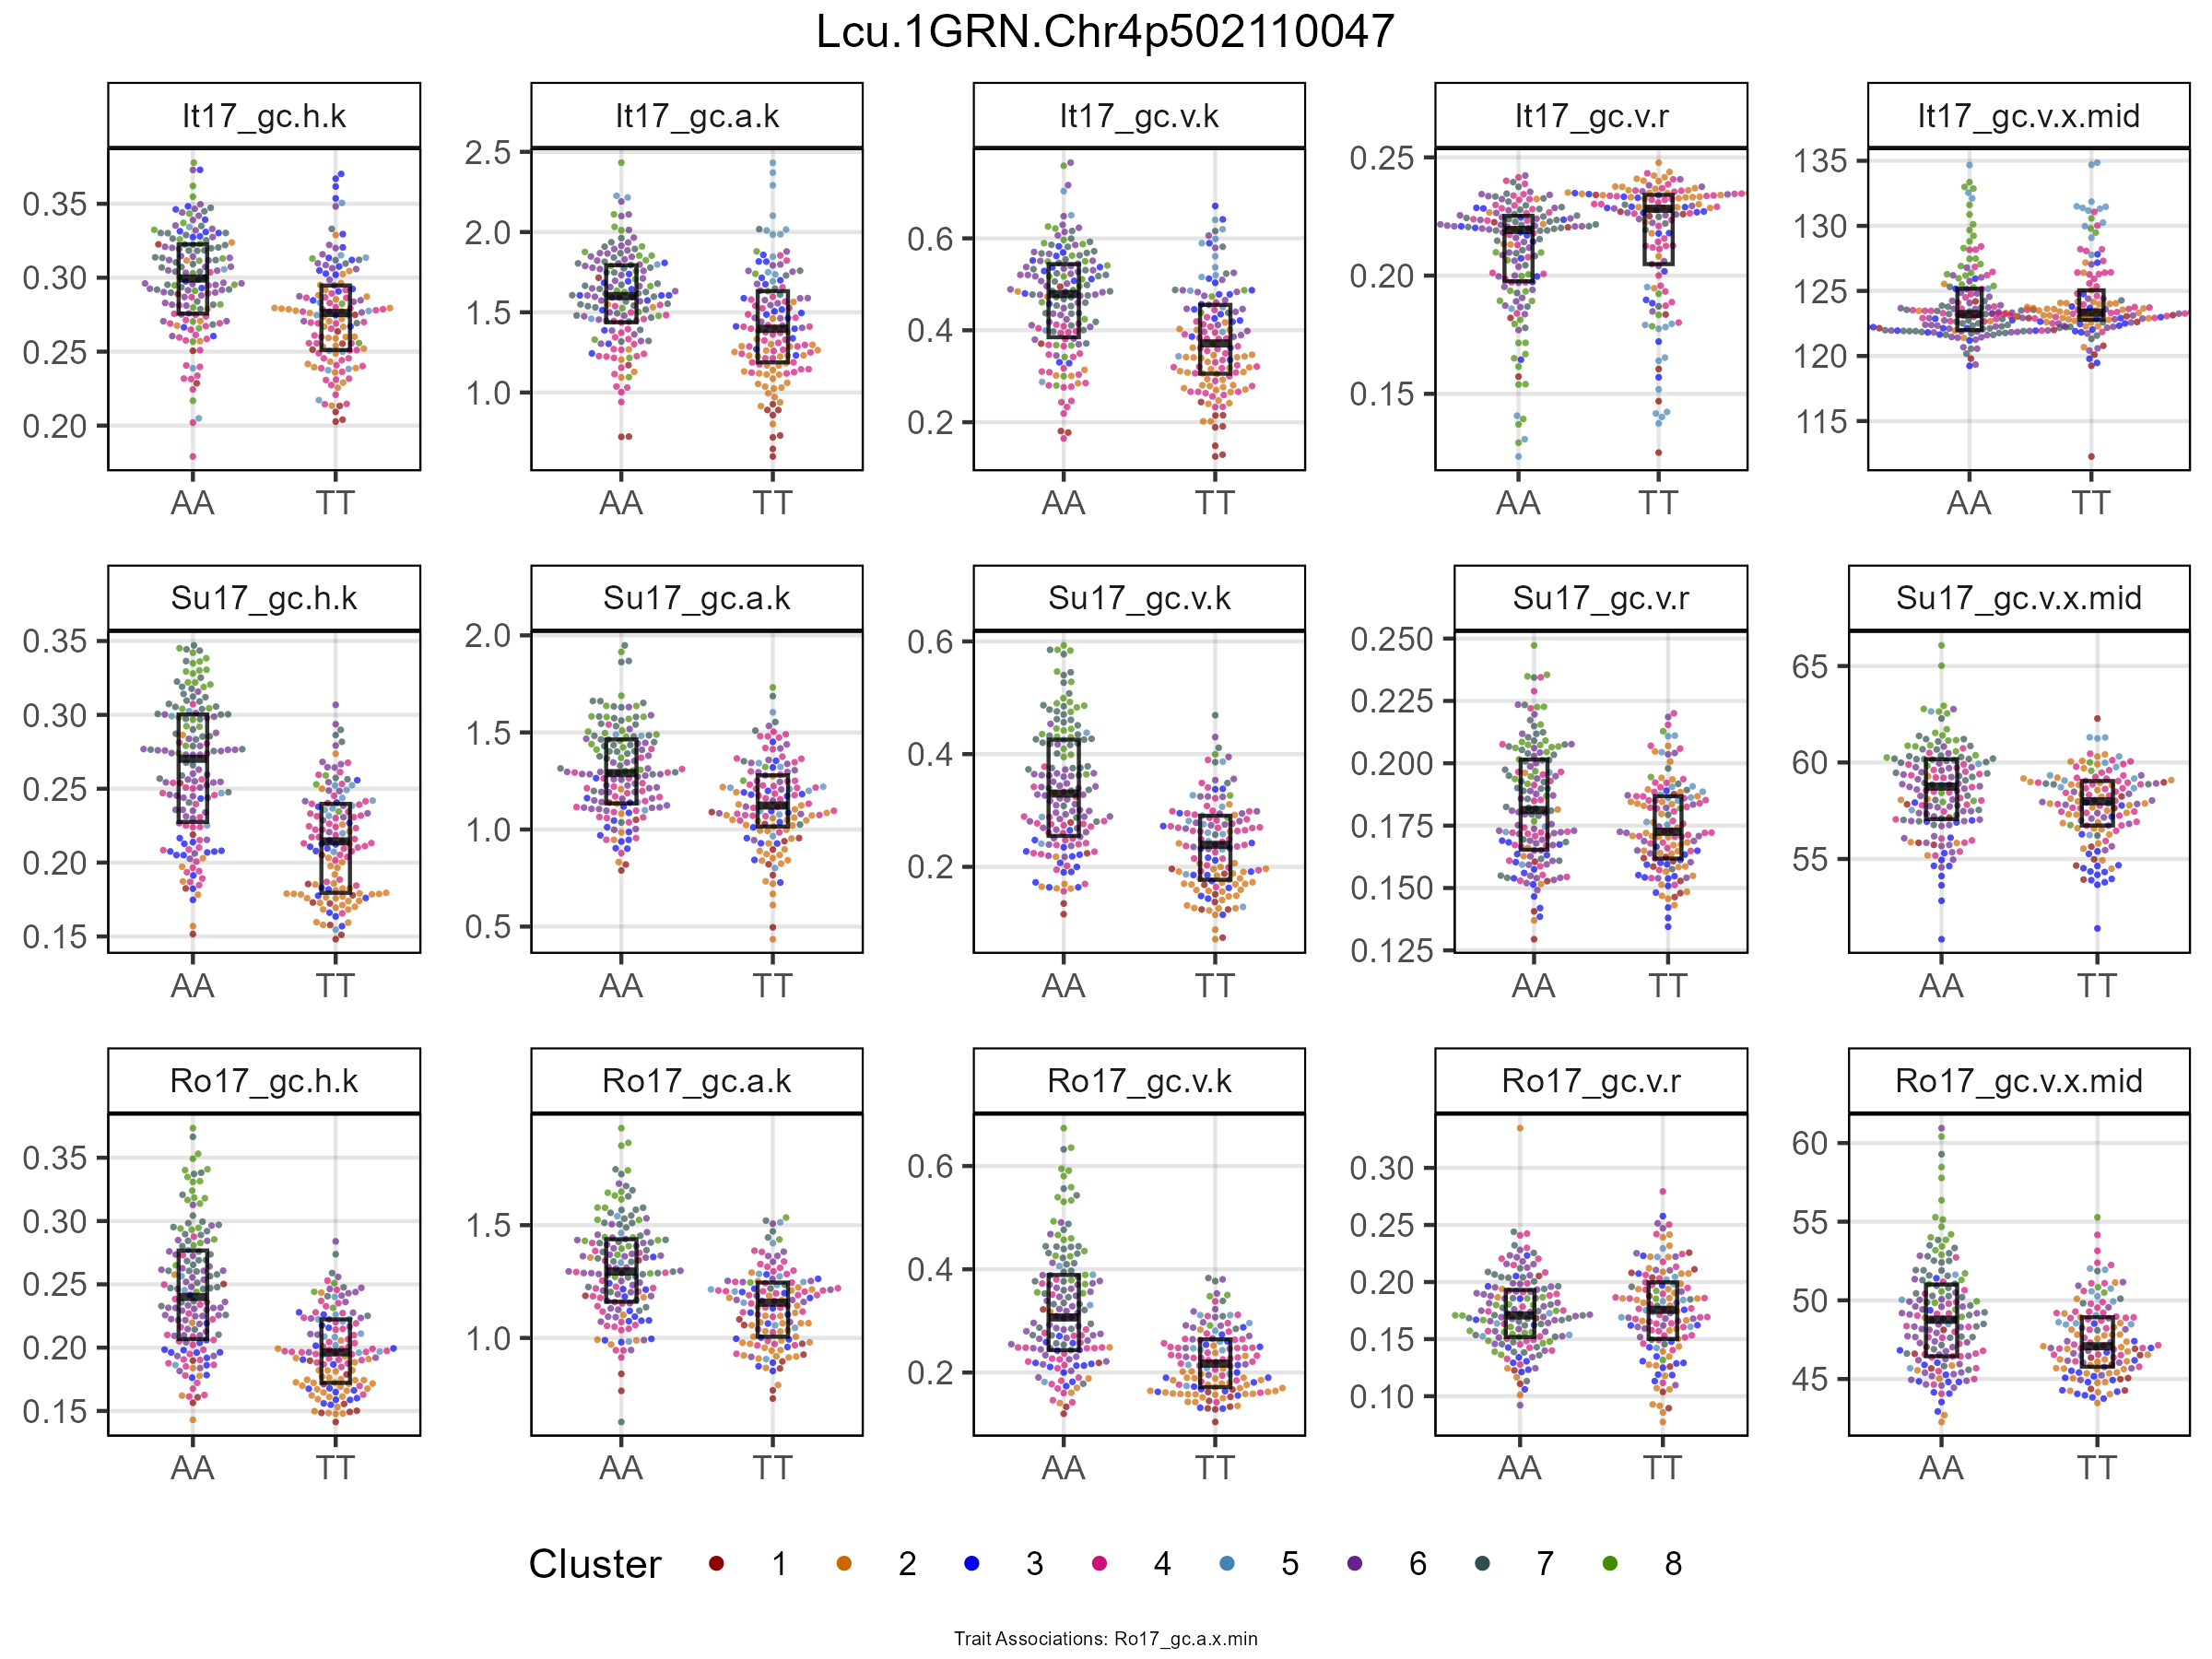 Lcu.1GRN.Chr4p502110047
It17_gc.h.k It17_gc.a.k It17_gc.v.k It17_gc.v.r It17_gc.v.x.mid
0.35 0.30 0.25 0.20
2.5 2.0 1.5 1.0
0.6 0.4 0.2
0.25 0.20 0.15
135 130 125 120 115
AA TT AA TT AA TT AA TT AA TT
Su17_gc.h.k Su17_gc.a.k Su17_gc.v.k Su17_gc.v.r Su17_gc.v.x.mid
0.35 0.30 0.25 0.20 0.15
2.0 1.5 1.0 0.5
0.6 0.4 0.2
0.250 0.225 0.200 0.175 0.150 0.125
65 60 55
AA TT AA TT AA TT AA TT AA TT
Ro17_gc.h.k Ro17_gc.a.k Ro17_gc.v.k Ro17_gc.v.r Ro17_gc.v.x.mid
0.35 0.30 0.25 0.20 0.15
1.5 1.0
0.6 0.4 0.2
0.30 0.25 0.20 0.15 0.10
60 55 50 45
AA TT AA TT AA TT AA TT AA TT
Cluster 1 2 3 4 5 6 7 8
Trait Associations: Ro17_gc.a.x.min